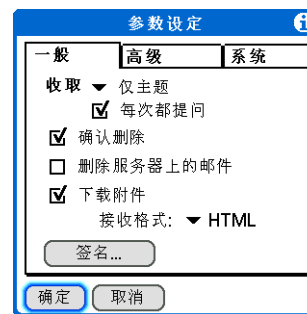 参数设定
一般 高级 系统
收取 仅主题
每次都提问
确认删除
删除服务器上的邮件
下载附件
接收格式: HTML
签名...
确定 取消